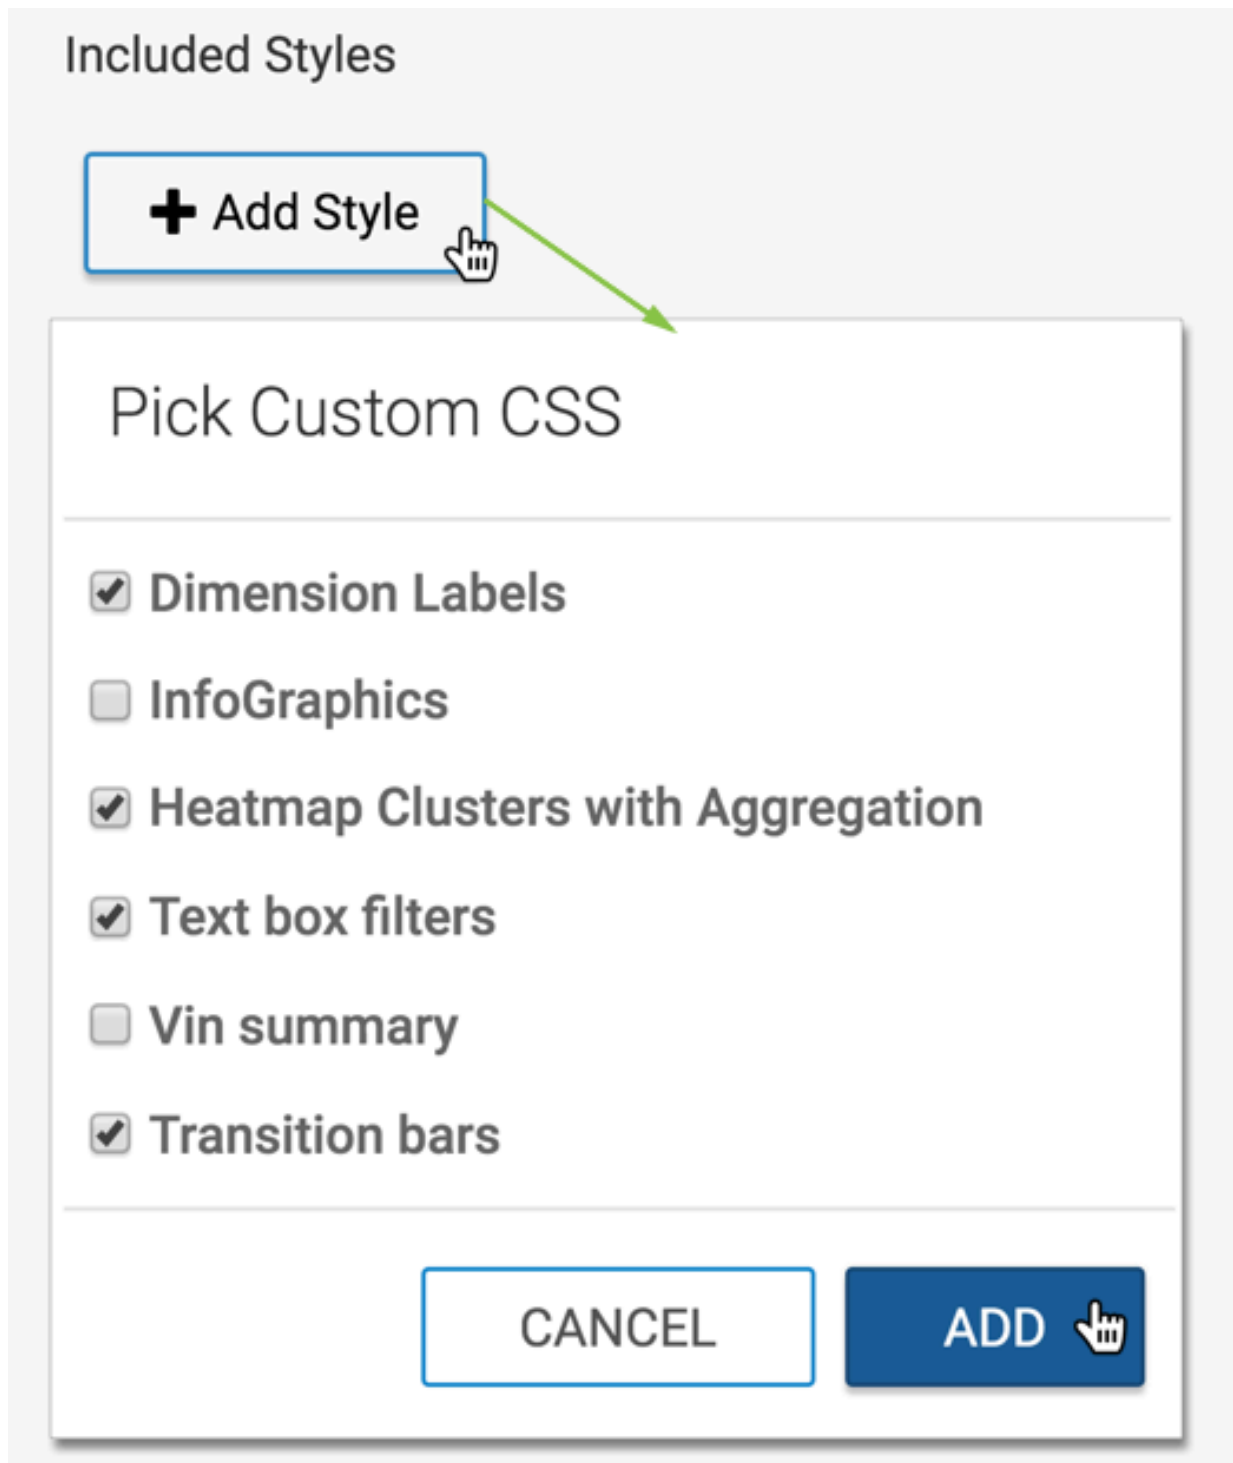 Included Styles
Add Style
Pick Custom CSS
Dimension Labels
InfoGraphics
Heatmap Clusters with Aggregation
Text box filters
Vin summary
Transition bars
CANCEL
ADD